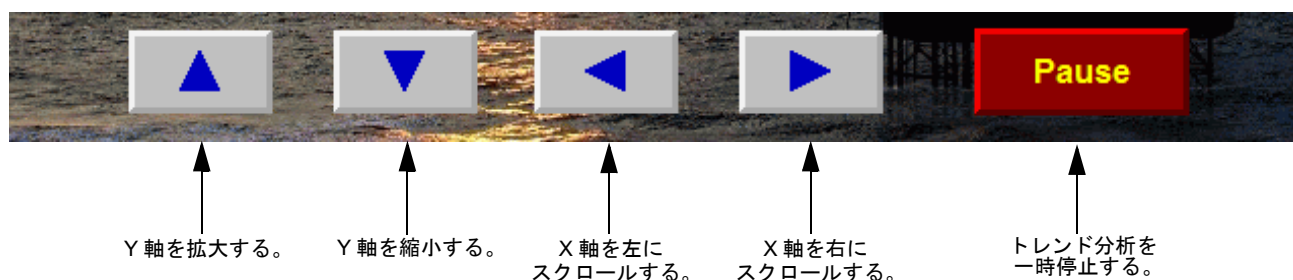 Pause
Y 軸を拡大する。
Y 軸を縮小する。
X 軸を左に
スクロールする。
X 軸を右に
スクロールする。
トレンド分析を
一時停止する。